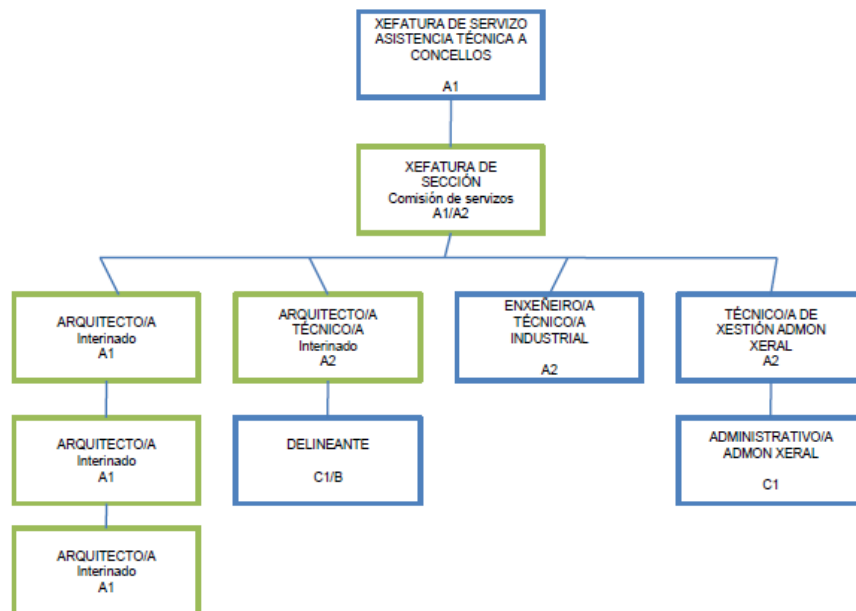 XEFATURA DE SERVIZO
ASISTENCIA TÉCNICA A
CONCELLOS
A1
XEFATURA DE
SECCIÓN
Comisión de servizos
A1/A2
ARQUITECTO/A
Interinado
A1
ARQUITECTO/A
TÉCNICO/A
Interinado
A2
ENXEÑEIRO/A
TÉCNICO/A
INDUSTRIAL
A2
TÉCNICO/A DE
XESTIÓN ADMON
XERAL
A2
ARQUITECTO/A
Interinado
A1
DELINEANTE
C1/B
ADMINISTRATIVO/A
ADMON XERAL
C1
ARQUITECTO/A
Interinado
A1